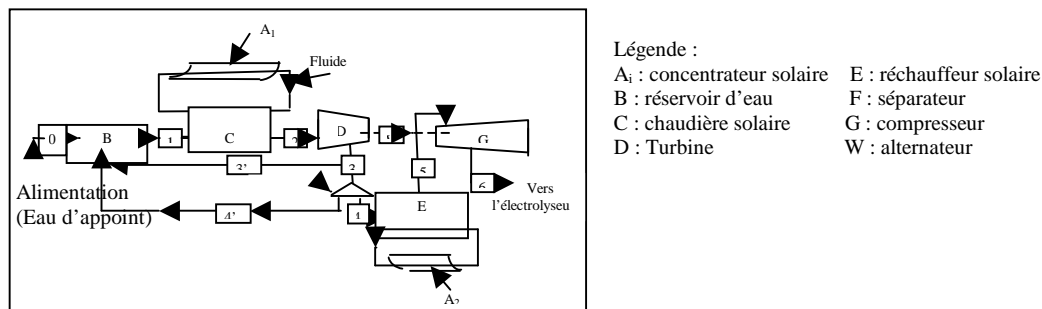 A₁
Fluide
0
B
1
C
2
D
G
3'
3
5
6
Vers
l'électrolyseu
Alimentation
(Eau d'appoint)
4'
4
E
A₂
Légende :
Aᵢ : concentrateur solaire E : réchauffeur solaire
B : réservoir d'eau F : séparateur
C : chaudière solaire G : compresseur
D : Turbine W : alternateur